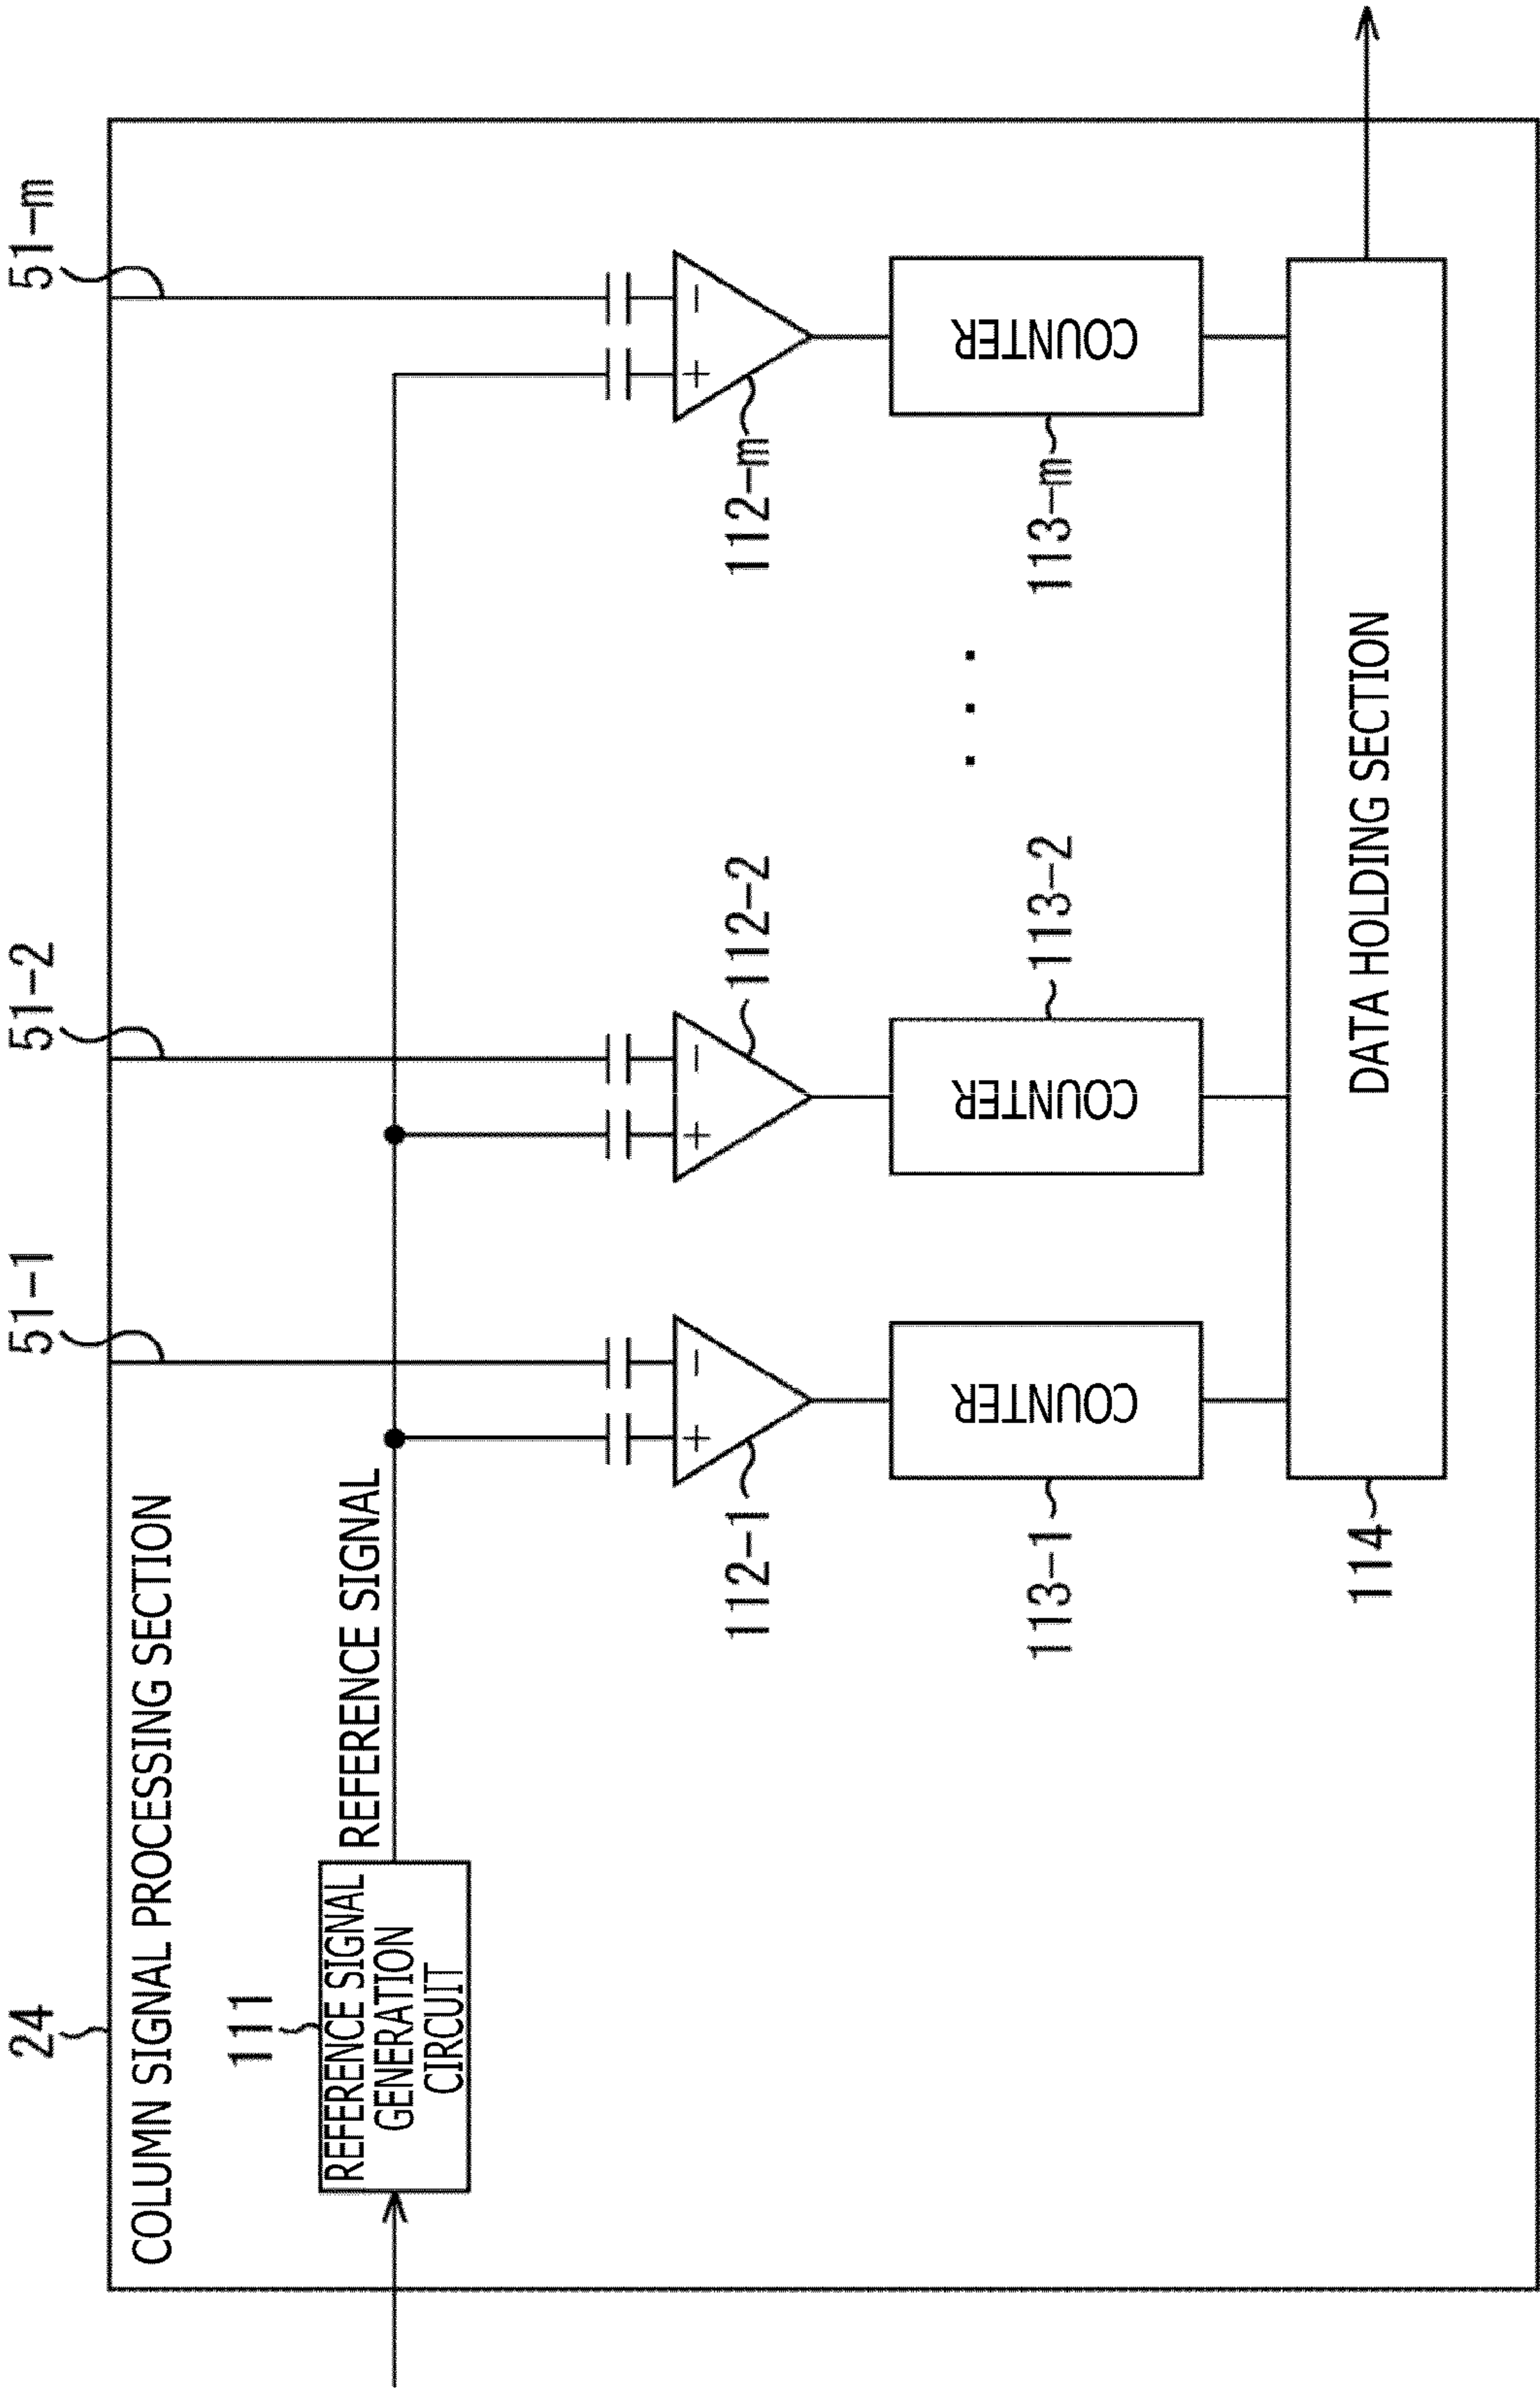 24
51-1
51-2
51-m
COLUMN SIGNAL PROCESSING SECTION
111
REFERENCE SIGNAL
GENERATION
CIRCUIT
REFERENCE SIGNAL
+
−
+
−
+
−
112-1
112-2
112-m
COUNTER
COUNTER
. . .
COUNTER
113-1
113-2
113-m
DATA HOLDING SECTION
114